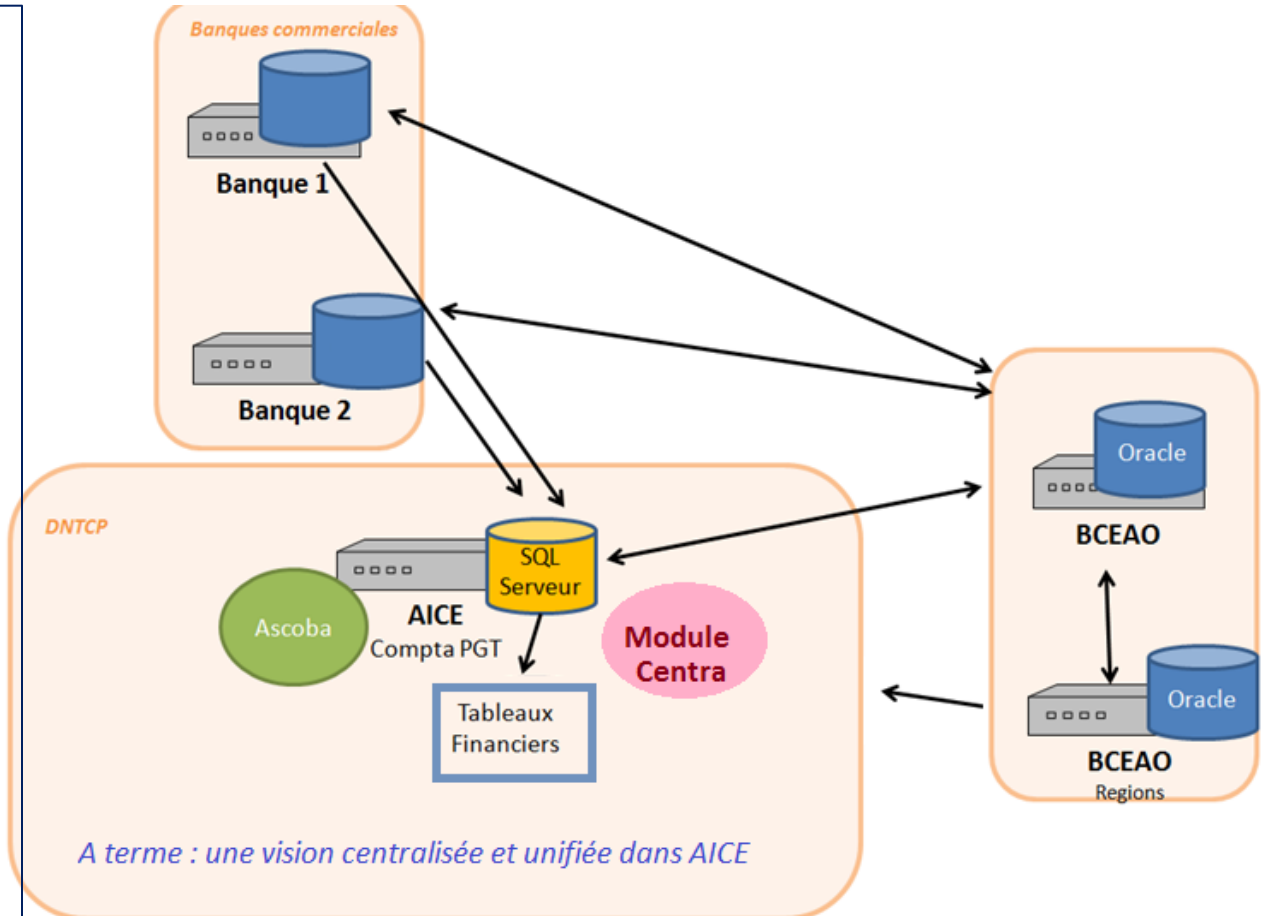 Banques commerciales
Banque 1
Banque 2
DNTCP
SQL
Serveur
AICE
Compta PGT
Ascoba
Module
Centra
Tableaux
Financiers
A terme : une vision centralisée et unifiée dans AICE
Oracle
BCEAO
Oracle
BCEAO
Regions